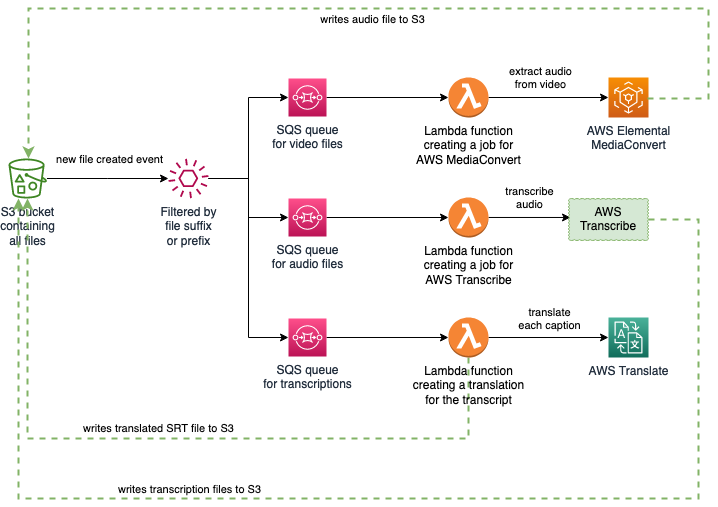 writes audio file to S3
extract audio
from video
SQS queue
for video files
Lambda function
creating a job for
AWS MediaConvert
AWS Elemental
MediaConvert
new file created event
S3 bucket
containing
all files
Filtered by
file suffix
or prefix
transcribe
audio
AWS
Transcribe
SQS queue
for audio files
Lambda function
creating a job for
AWS Transcribe
translate
each caption
SQS queue
for transcriptions
Lambda function
creating a translation
for the transcript
A
文
AWS Translate
writes translated SRT file to S3
writes transcription files to S3